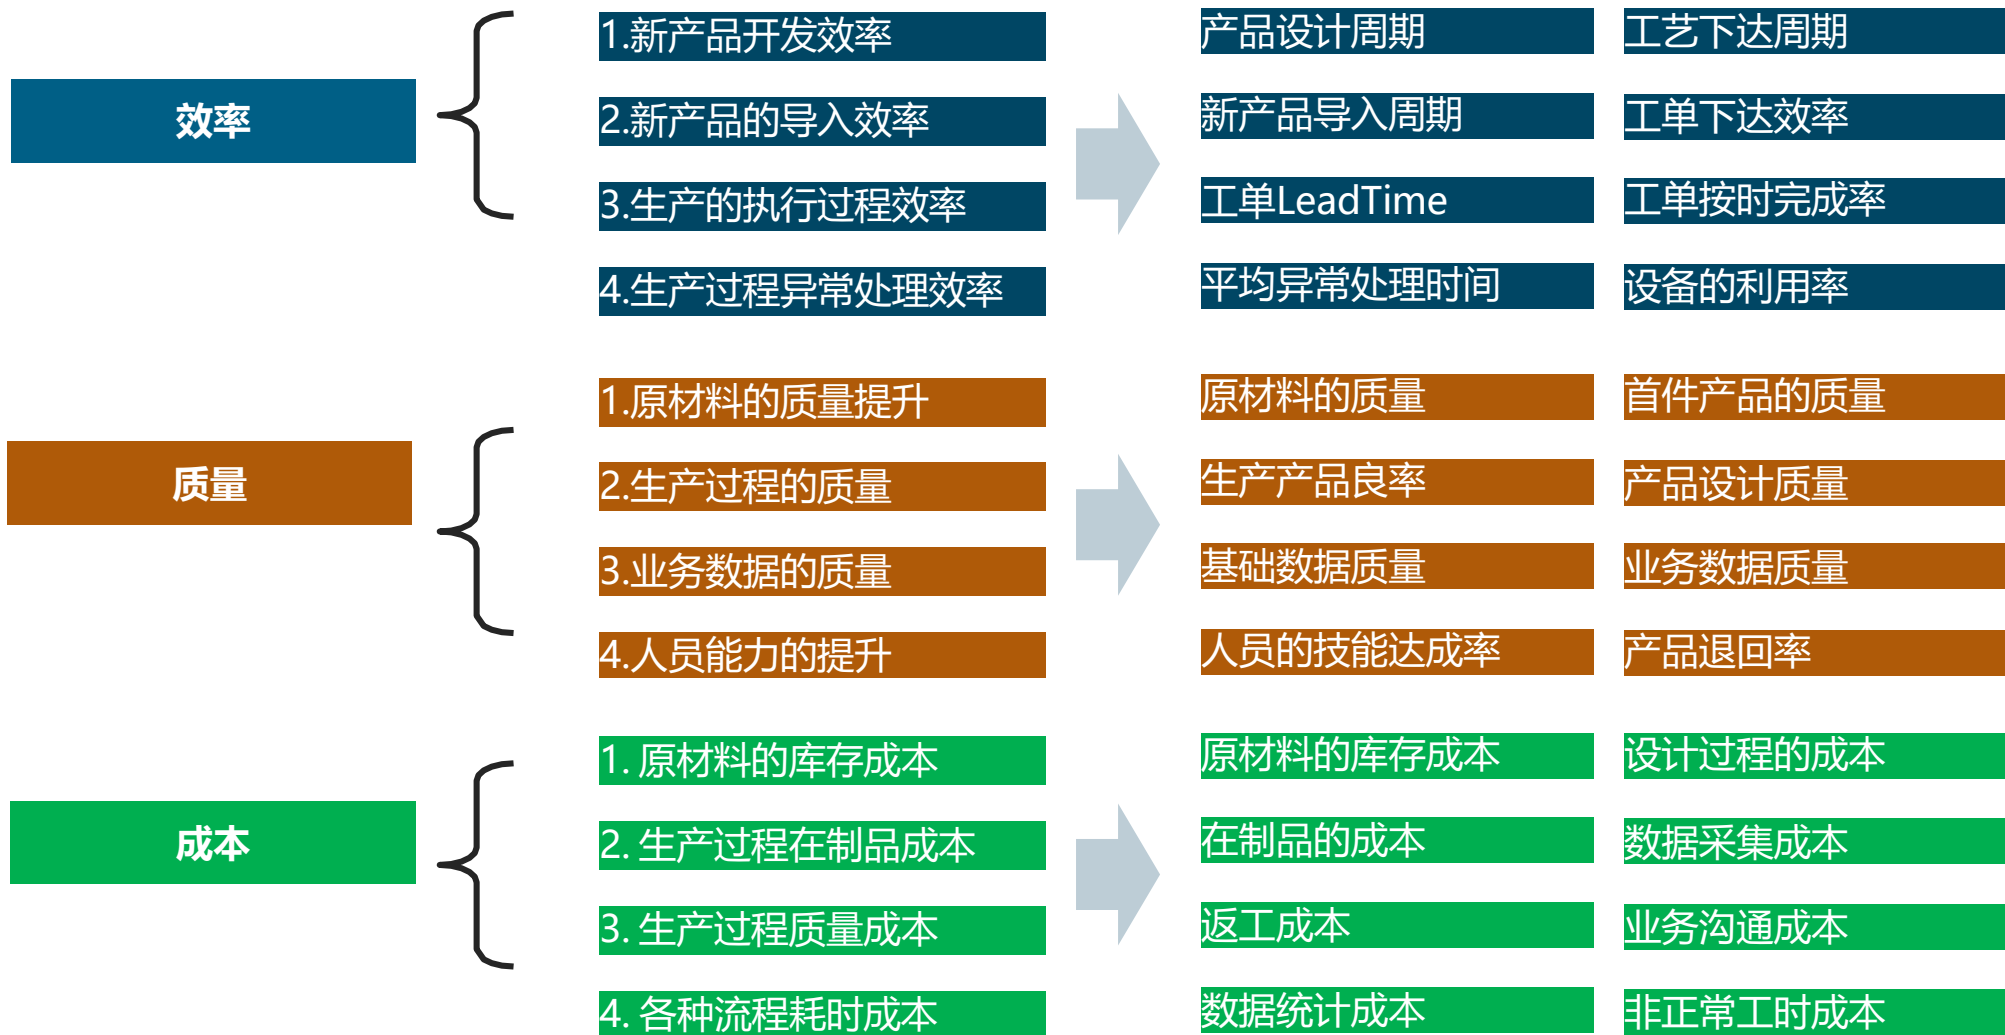 效率
1.新产品开发效率
2.新产品的导入效率
3.生产的执行过程效率
4.生产过程异常处理效率
产品设计周期
工艺下达周期
新产品导入周期
工单下达效率
工单LeadTime
工单按时完成率
平均异常处理时间
设备的利用率
质量
1.原材料的质量提升
2.生产过程的质量
3.业务数据的质量
4.人员能力的提升
原材料的质量
首件产品的质量
生产产品良率
产品设计质量
基础数据质量
业务数据质量
人员的技能达成率
产品退回率
成本
1. 原材料的库存成本
2. 生产过程在制品成本
3. 生产过程质量成本
4. 各种流程耗时成本
原材料的库存成本
设计过程的成本
在制品的成本
数据采集成本
返工成本
业务沟通成本
数据统计成本
非正常工时成本